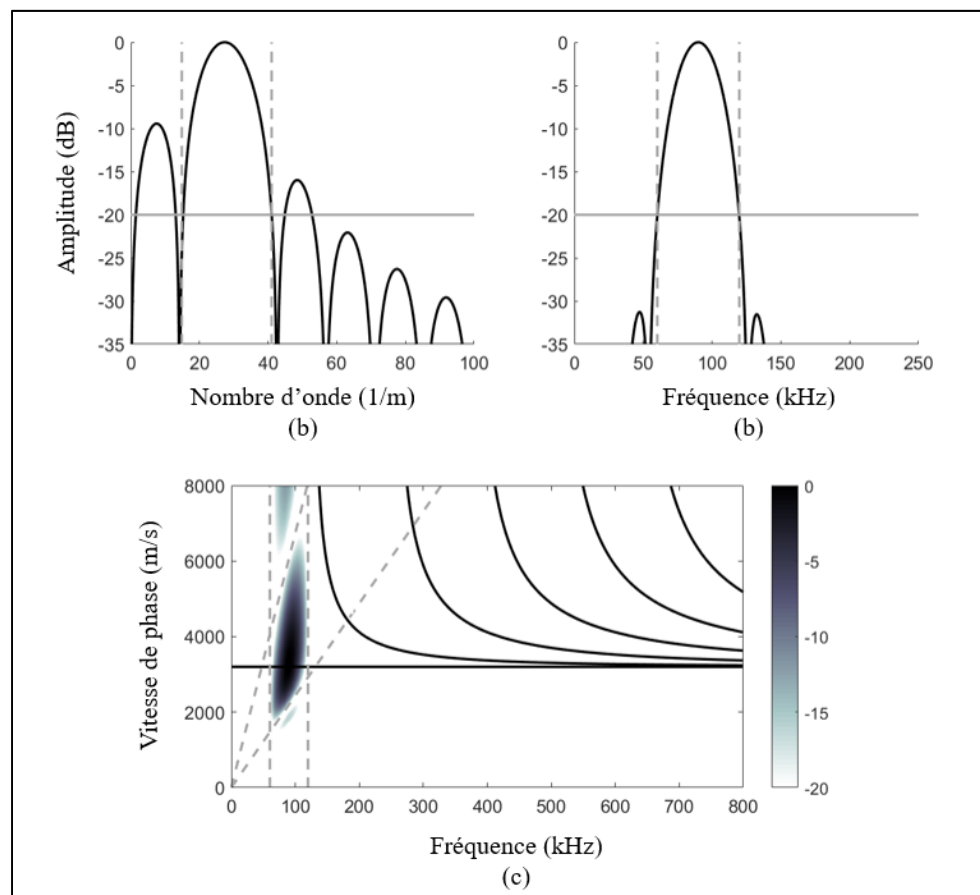 0
-5
-10
-15
-20
-25
-30
-35
Amplitude (dB)
0 20 40 60 80 100
Nombre d'onde (1/m)
(b)
0
-5
-10
-15
-20
-25
-30
-35
0 50 100 150 200 250
Fréquence (kHz)
(b)
8000
6000
4000
2000
0
Vitesse de phase (m/s)
0 100 200 300 400 500 600 700 800
Fréquence (kHz)
(c)
0
-5
-10
-15
-20